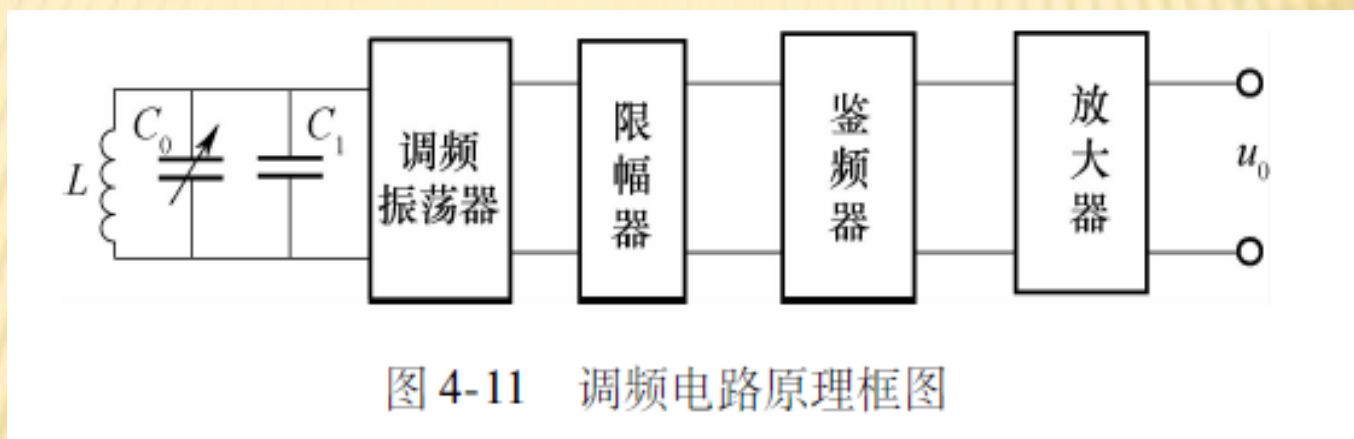 L
C₀
C₁
调频
振荡器
限幅器
鉴频器
放大器
u₀
图 4-11 调频电路原理框图